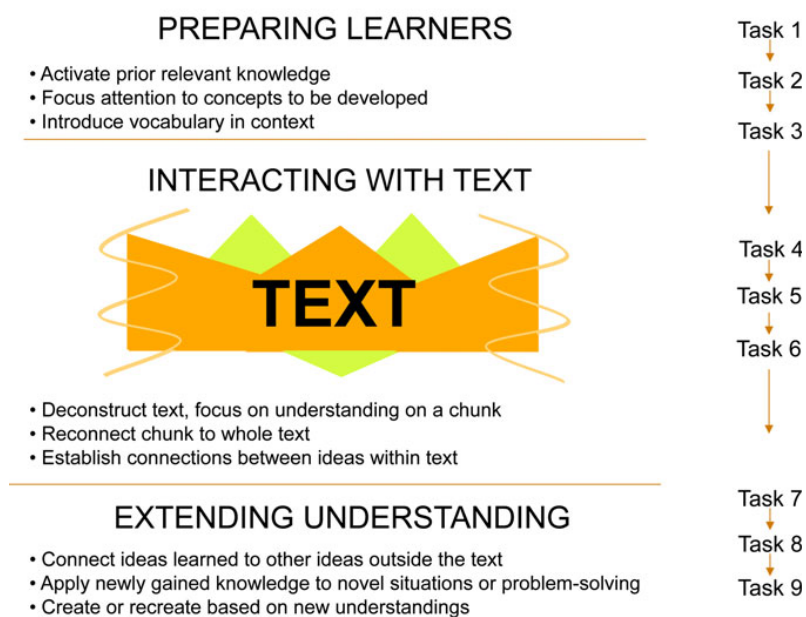 PREPARING LEARNERS
• Activate prior relevant knowledge
• Focus attention to concepts to be developed
• Introduce vocabulary in context
Task 1
Task 2
Task 3
INTERACTING WITH TEXT
TEXT
• Deconstruct text, focus on understanding on a chunk
• Reconnect chunk to whole text
• Establish connections between ideas within text
Task 4
Task 5
Task 6
EXTENDING UNDERSTANDING
• Connect ideas learned to other ideas outside the text
• Apply newly gained knowledge to novel situations or problem-solving
• Create or recreate based on new understandings
Task 7
Task 8
Task 9